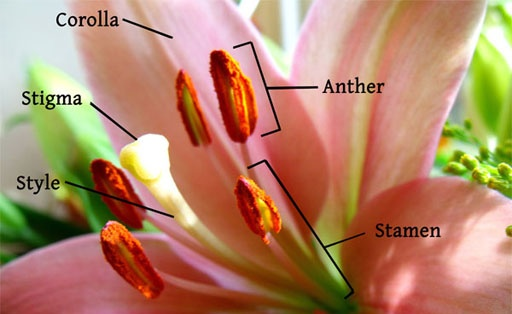 Corolla
Anther
Stigma
Style
Stamen